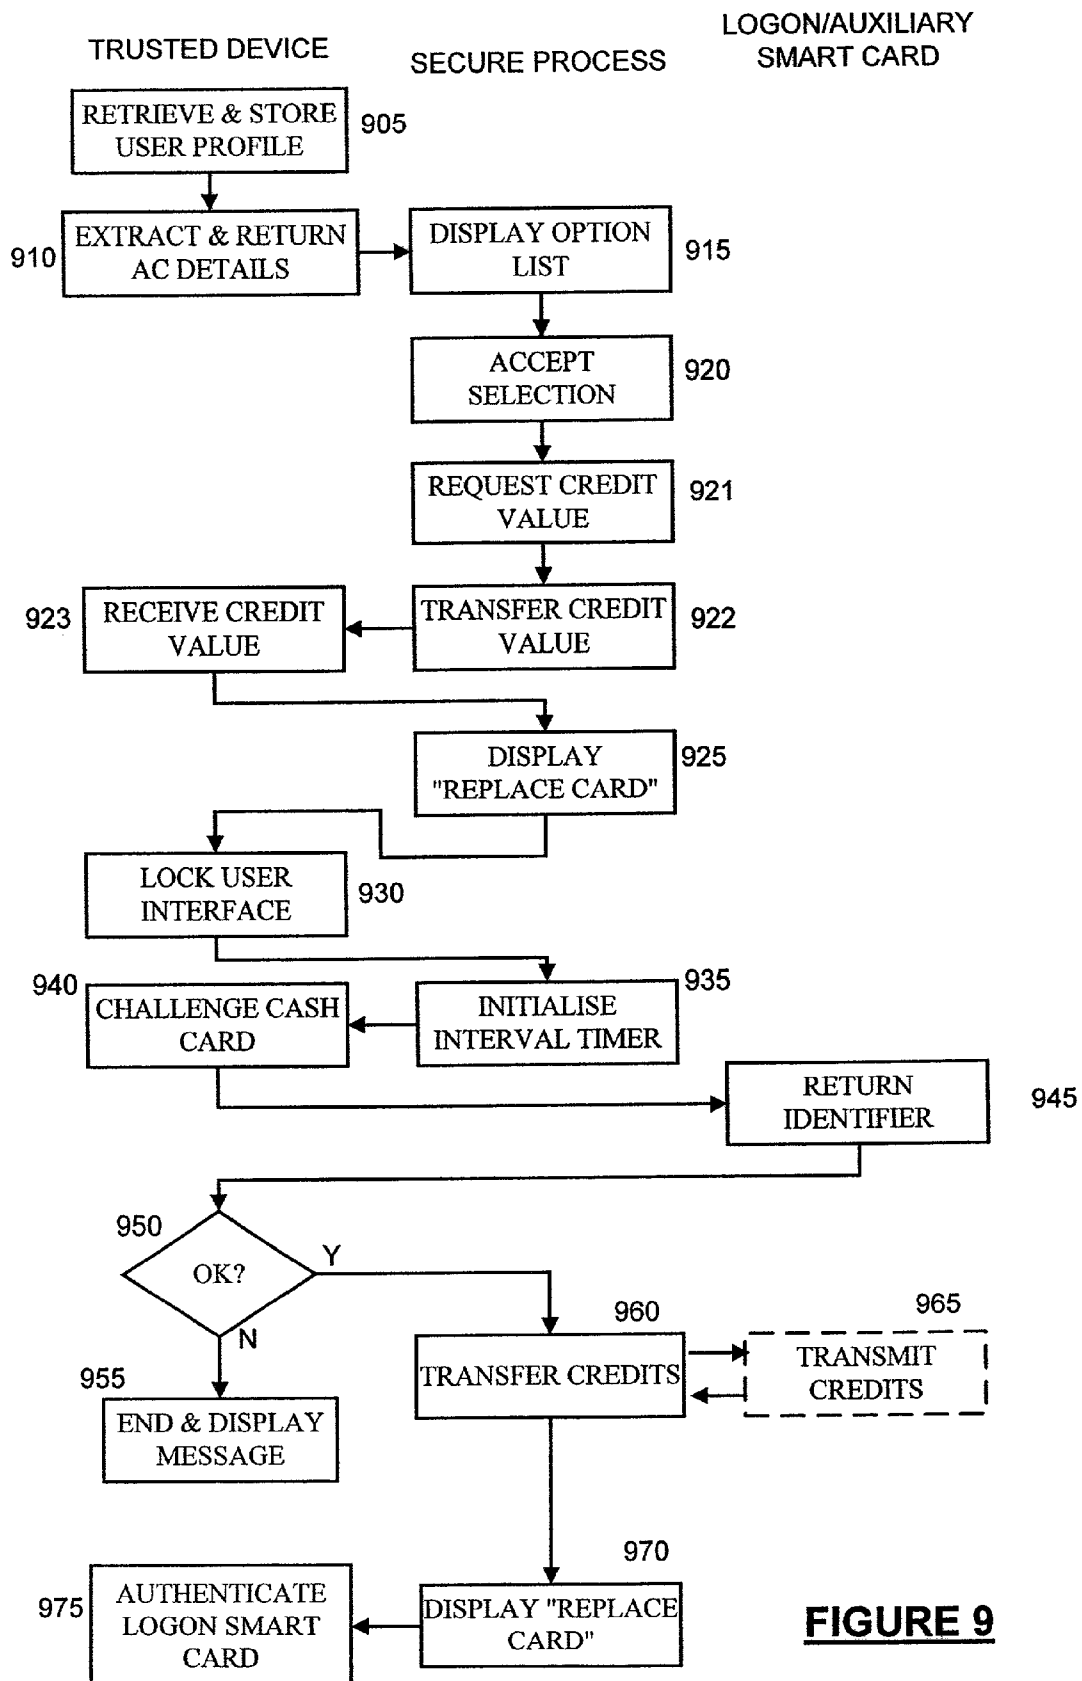 TRUSTED DEVICE
SECURE PROCESS
LOGON/AUXILIARY
SMART CARD
RETRIEVE & STORE
USER PROFILE
905
910
EXTRACT & RETURN
AC DETAILS
DISPLAY OPTION
LIST
915
ACCEPT
SELECTION
920
REQUEST CREDIT
VALUE
921
923
RECEIVE CREDIT
VALUE
TRANSFER CREDIT
VALUE
922
DISPLAY
"REPLACE CARD"
925
LOCK USER
INTERFACE
930
940
CHALLENGE CASH
CARD
INITIALISE
INTERVAL TIMER
935
RETURN
IDENTIFIER
945
950
OK?
Y
N
960
TRANSFER CREDITS
965
TRANSMIT
CREDITS
955
END & DISPLAY
MESSAGE
970
DISPLAY "REPLACE
CARD"
975
AUTHENTICATE
LOGON SMART
CARD
FIGURE 9